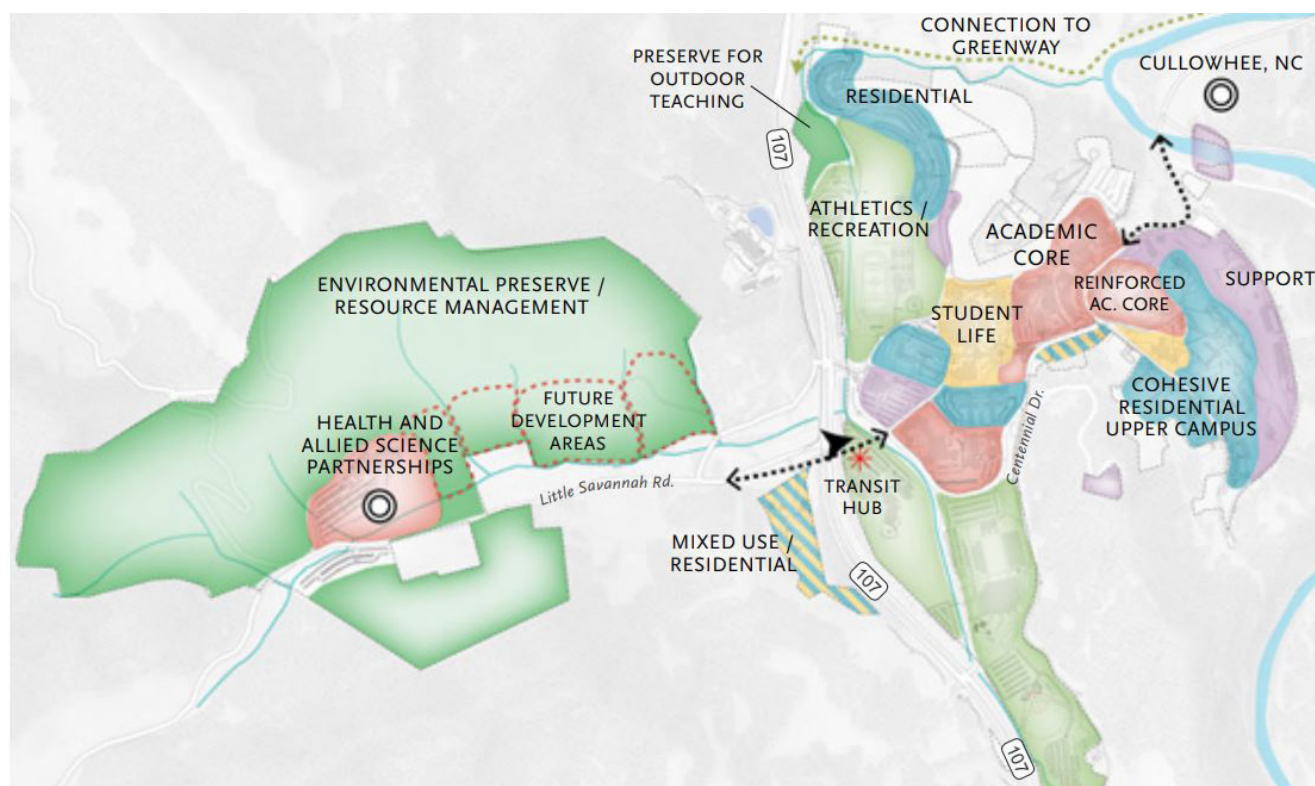 CONNECTION TO
GREENWAY
PRESERVE FOR
OUTDOOR
TEACHING
CULLOWHEE, NC
RESIDENTIAL
107
ATHLETICS /
RECREATION
ACADEMIC
CORE
SUPPORT
REINFORCED
AC. CORE
ENVIRONMENTAL PRESERVE /
RESOURCE MANAGEMENT
STUDENT
LIFE
COHESIVE
RESIDENTIAL
UPPER CAMPUS
FUTURE
DEVELOPMENT
AREAS
HEALTH AND
ALLIED SCIENCE
PARTNERSHIPS
Centennial Dr.
Little Savannah Rd.
TRANSIT
HUB
MIXED USE /
RESIDENTIAL
107
107